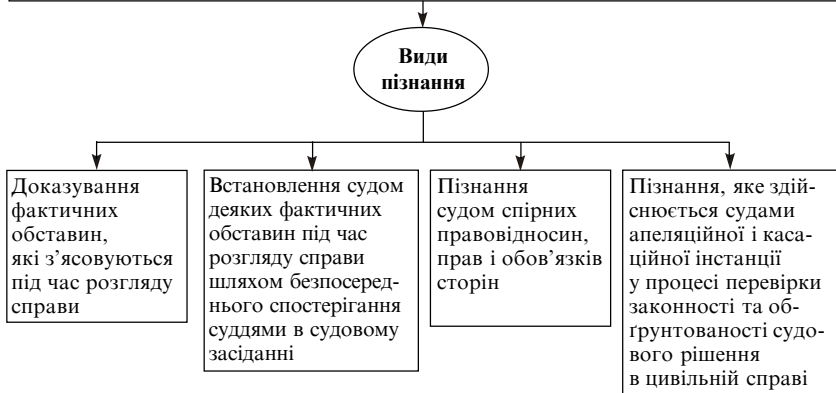 Види
пізнання
Доказування
фактичних
обставин,
які з’ясовуються
під час розгляду
справи
Встановлення судом
деяких фактичних
обставин під час
розгляду справи
шляхом безпосеред-
нього спостерігання
суддями в судовому
засіданні
Пізнання
судом спірних
правовідносин,
прав і обов’язків
сторін
Пізнання, яке здій-
снюється судами
апеляційної і каса-
ційної інстанції
у процесі перевірки
законності та об-
ґрунтованості судо-
вого рішення
в цивільній справі